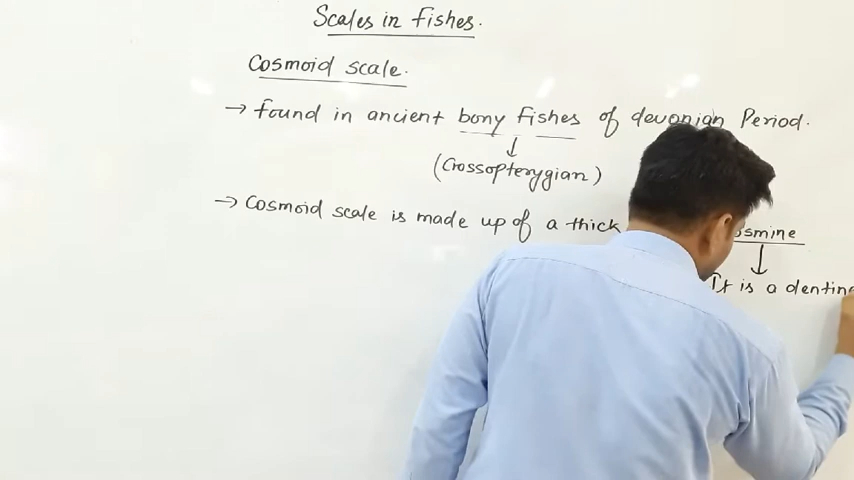 Scales in fishes.
Cosmoid scale.
→ found in ancient bony fishes of devonian Period.
(Crossopterygian)
→ Cosmoid scale is made up of a thick osmine
It is a dentine